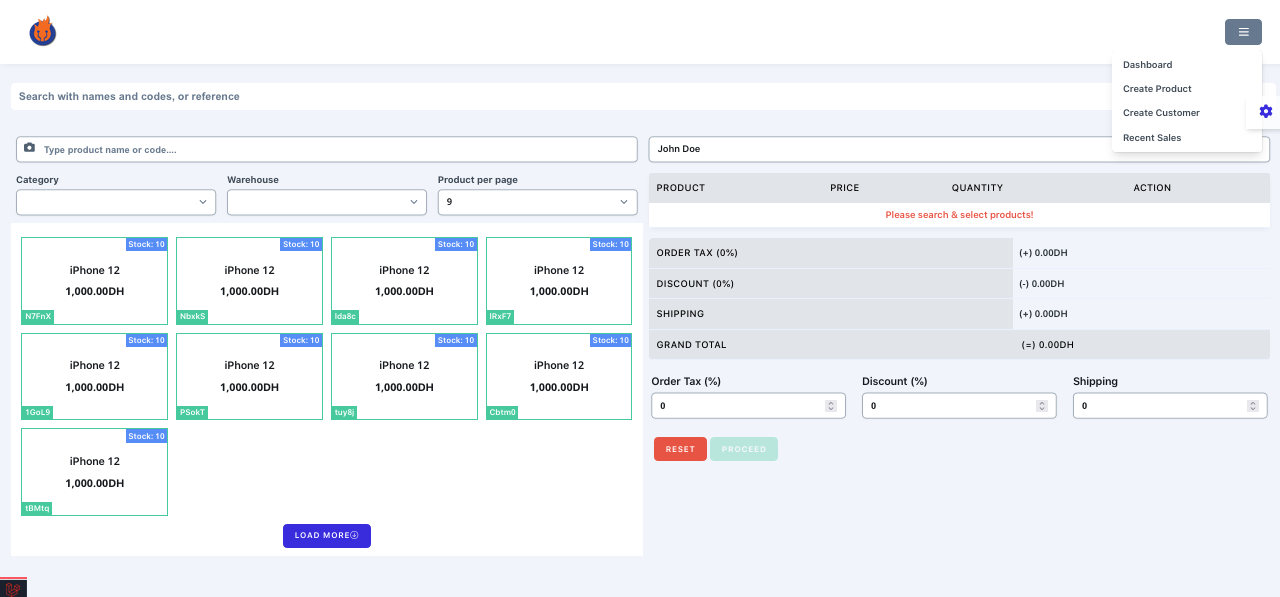 Dashboard
Create Product
Create Customer
Recent Sales
Search with names and codes, or reference
Type product name or code....
Category
Warehouse
Product per page
9
Stock: 10
iPhone 12
1,000.00DH
N7FnX
Stock: 10
iPhone 12
1,000.00DH
NbxkS
Stock: 10
iPhone 12
1,000.00DH
Ida8c
Stock: 10
iPhone 12
1,000.00DH
IRxF7
Stock: 10
iPhone 12
1,000.00DH
1GoL9
Stock: 10
iPhone 12
1,000.00DH
PSokT
Stock: 10
iPhone 12
1,000.00DH
tuy8j
Stock: 10
iPhone 12
1,000.00DH
Cbtm0
Stock: 10
iPhone 12
1,000.00DH
tBMtq
LOAD MORE
John Doe
PRODUCT PRICE QUANTITY ACTION
Please search & select products!
ORDER TAX (0%) (+) 0.00DH
DISCOUNT (0%) (-) 0.00DH
SHIPPING (+) 0.00DH
GRAND TOTAL (=) 0.00DH
Order Tax (%) Discount (%) Shipping
0 0 0
RESET PROCEED